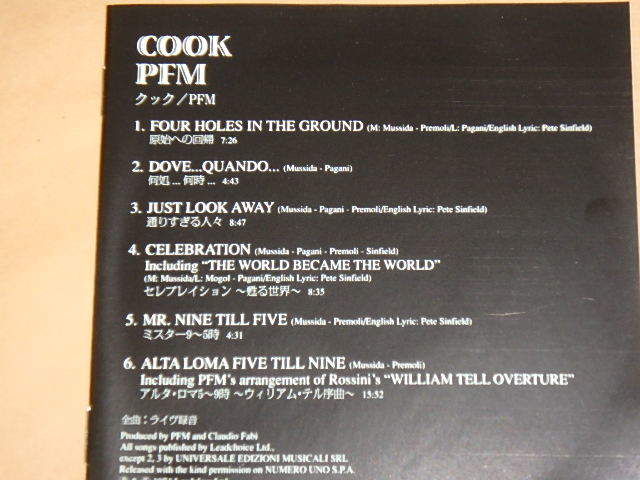 COOK
PFM
クック／PFM
1. FOUR HOLES IN THE GROUND (M: Mussida - Premoli/L: Pagani/English Lyric: Pete Sinfield)
原始への回帰 7:26
2. DOVE...QUANDO... (Mussida - Pagani)
何処 ... 何時 ... 4:43
3. JUST LOOK AWAY (Mussida - Pagani - Premoli/English Lyric: Pete Sinfield)
通りすぎる人々 8:47
4. CELEBRATION (Mussida - Pagani - Premoli - Sinfield)
Including “THE WORLD BECAME THE WORLD”
(M: Mussida/L: Mogol - Pagani/English Lyric: Pete Sinfield)
セレブレイション 〜甦る世界〜 8:35
5. MR. NINE TILL FIVE (Mussida - Premoli/English Lyric: Pete Sinfield)
ミスター9〜5時 4:31
6. ALTA LOMA FIVE TILL NINE (Mussida - Premoli)
Including PFM's arrangement of Rossini's “WILLIAM TELL OVERTURE”
アルタ・ロマ5〜9時 〜ウィリアム・テル序曲〜 15:52
全曲：ライヴ録音
Produced by PFM and Claudio Fabi
All songs published by Leadchoice Ltd.,
except 2, 3 by UNIVERSALE EDIZIONI MUSICALI SRL
Released with the kind permission on NUMERO UNO S.P.A.